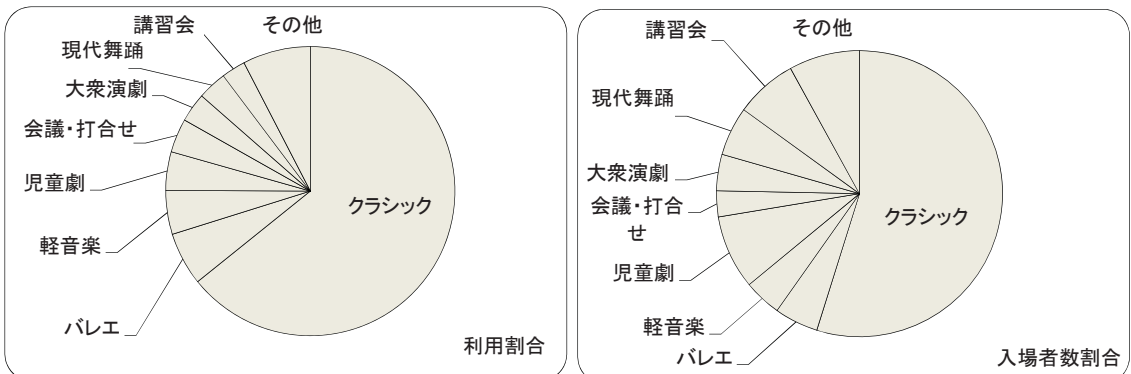 講習会
その他
現代舞踊
大衆演劇
会議・打合せ
児童劇
軽音楽
バレエ
クラシック
利用割合
講習会
その他
現代舞踊
大衆演劇
会議・打合
せ
児童劇
軽音楽
バレエ
クラシック
入場者数割合